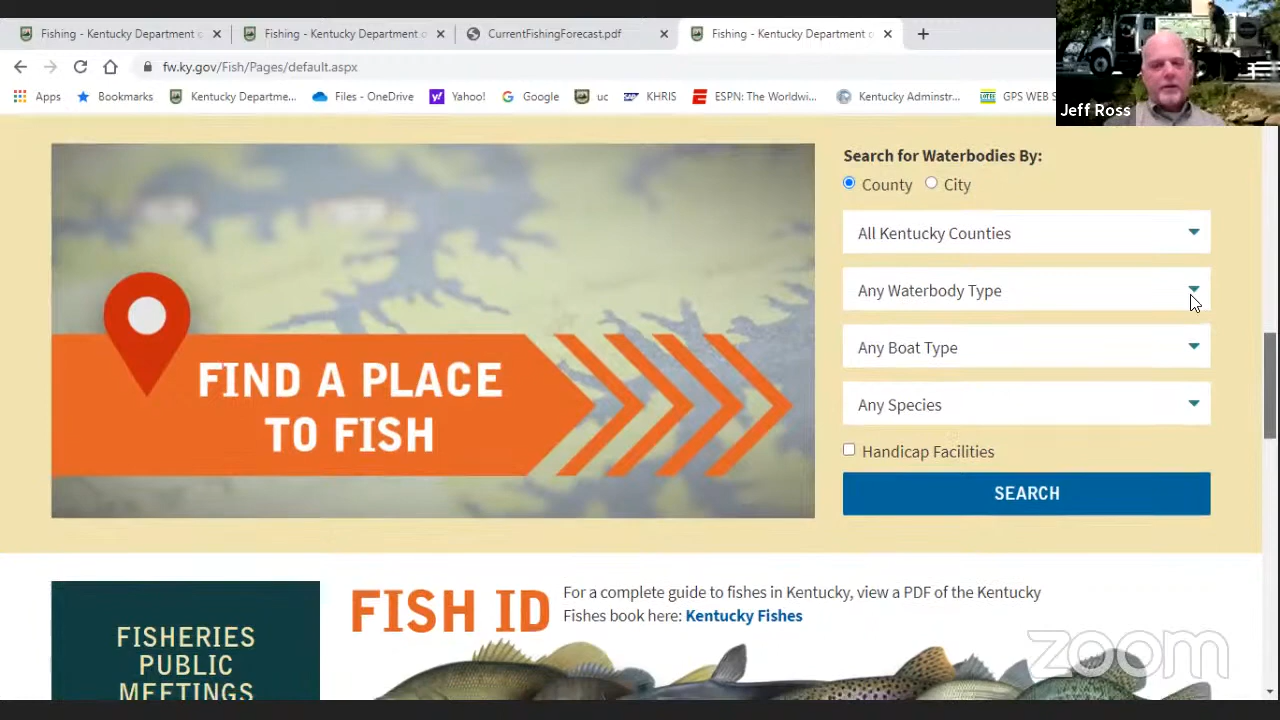 Fishing - Kentucky Department o
Fishing - Kentucky Department o
CurrentFishingForecast.pdf
Fishing - Kentucky Department o
fw.ky.gov/Fish/Pages/default.aspx
Apps
Bookmarks
Kentucky Departme...
Files - OneDrive
Yahoo!
Google
uc
KHRIS
ESPN: The Worldwi...
Kentucky Adminstr...
GPS WEB S
Jeff Ross
FIND A PLACE
TO FISH
Search for Waterbodies By:
County City
All Kentucky Counties
Any Waterbody Type
Any Boat Type
Any Species
Handicap Facilities
SEARCH
FISHERIES
PUBLIC
MEETINGS
FISH ID
For a complete guide to fishes in Kentucky, view a PDF of the Kentucky
Fishes book here: Kentucky Fishes
zoom